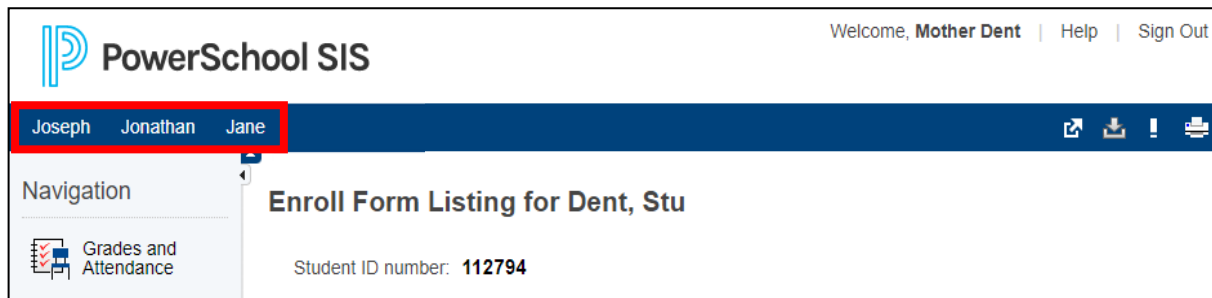 Welcome, Mother Dent | Help | Sign Out
PowerSchool SIS
Joseph Jonathan Jane
Navigation
Enroll Form Listing for Dent, Stu
Grades and
Attendance
Student ID number: 112794